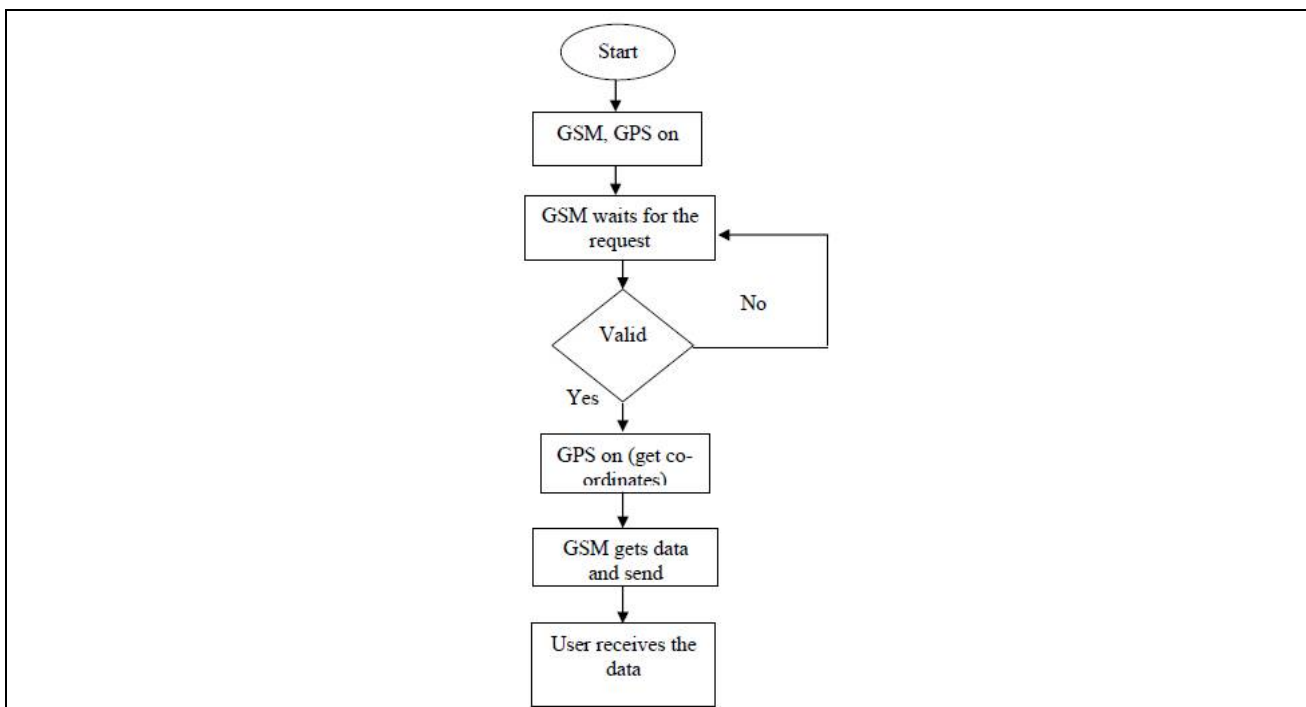 Start
GSM, GPS on
GSM waits for the
request
No
Valid
Yes
GPS on (get co-
ordinates)
GSM gets data
and send
User receives the
data